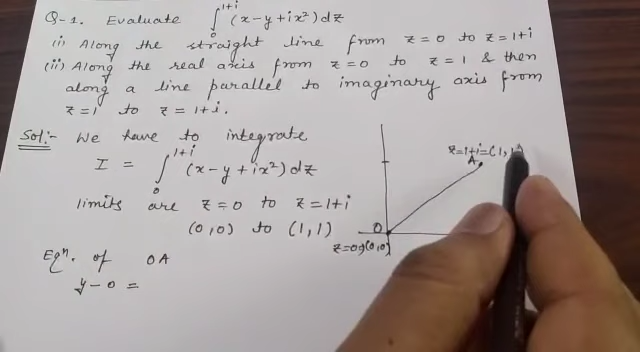 Q-1. Evaluate ∫₀^{1+i} (x-y+ix²)dz
(i) Along the straight line from z=0 to z=1+i
(ii) Along the real axis from z=0 to z=1 & then
along a line parallel to imaginary axis from
z=1 to z=1+i.
Sol:- We have to integrate
I = ∫₀^{1+i} (x-y+ix²)dz
limits are z=0 to z=1+i
(0,0) to (1,1)
Eqn. of OA
y-0 =
z=1+i=(1,1
A
O
(0,0)